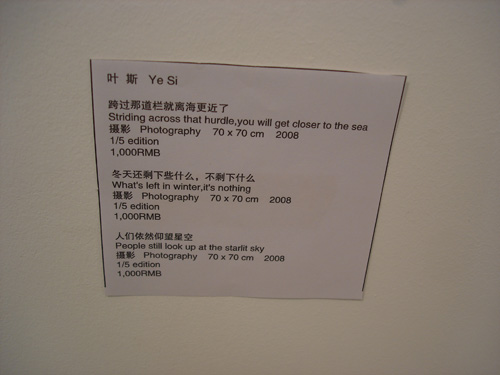 叶 斯 Ye Si
跨过那道栏就离海更近了
Striding across that hurdle,you will get closer to the sea
摄影 Photography 70 x 70 cm 2008
1/5 edition
1,000RMB
冬天还剩下些什么，不剩下什么
What's left in winter,it's nothing
摄影 Photography 70 x 70 cm 2008
1/5 edition
1,000RMB
人们依然仰望星空
People still look up at the starlit sky
摄影 Photography 70 x 70 cm 2008
1/5 edition
1,000RMB